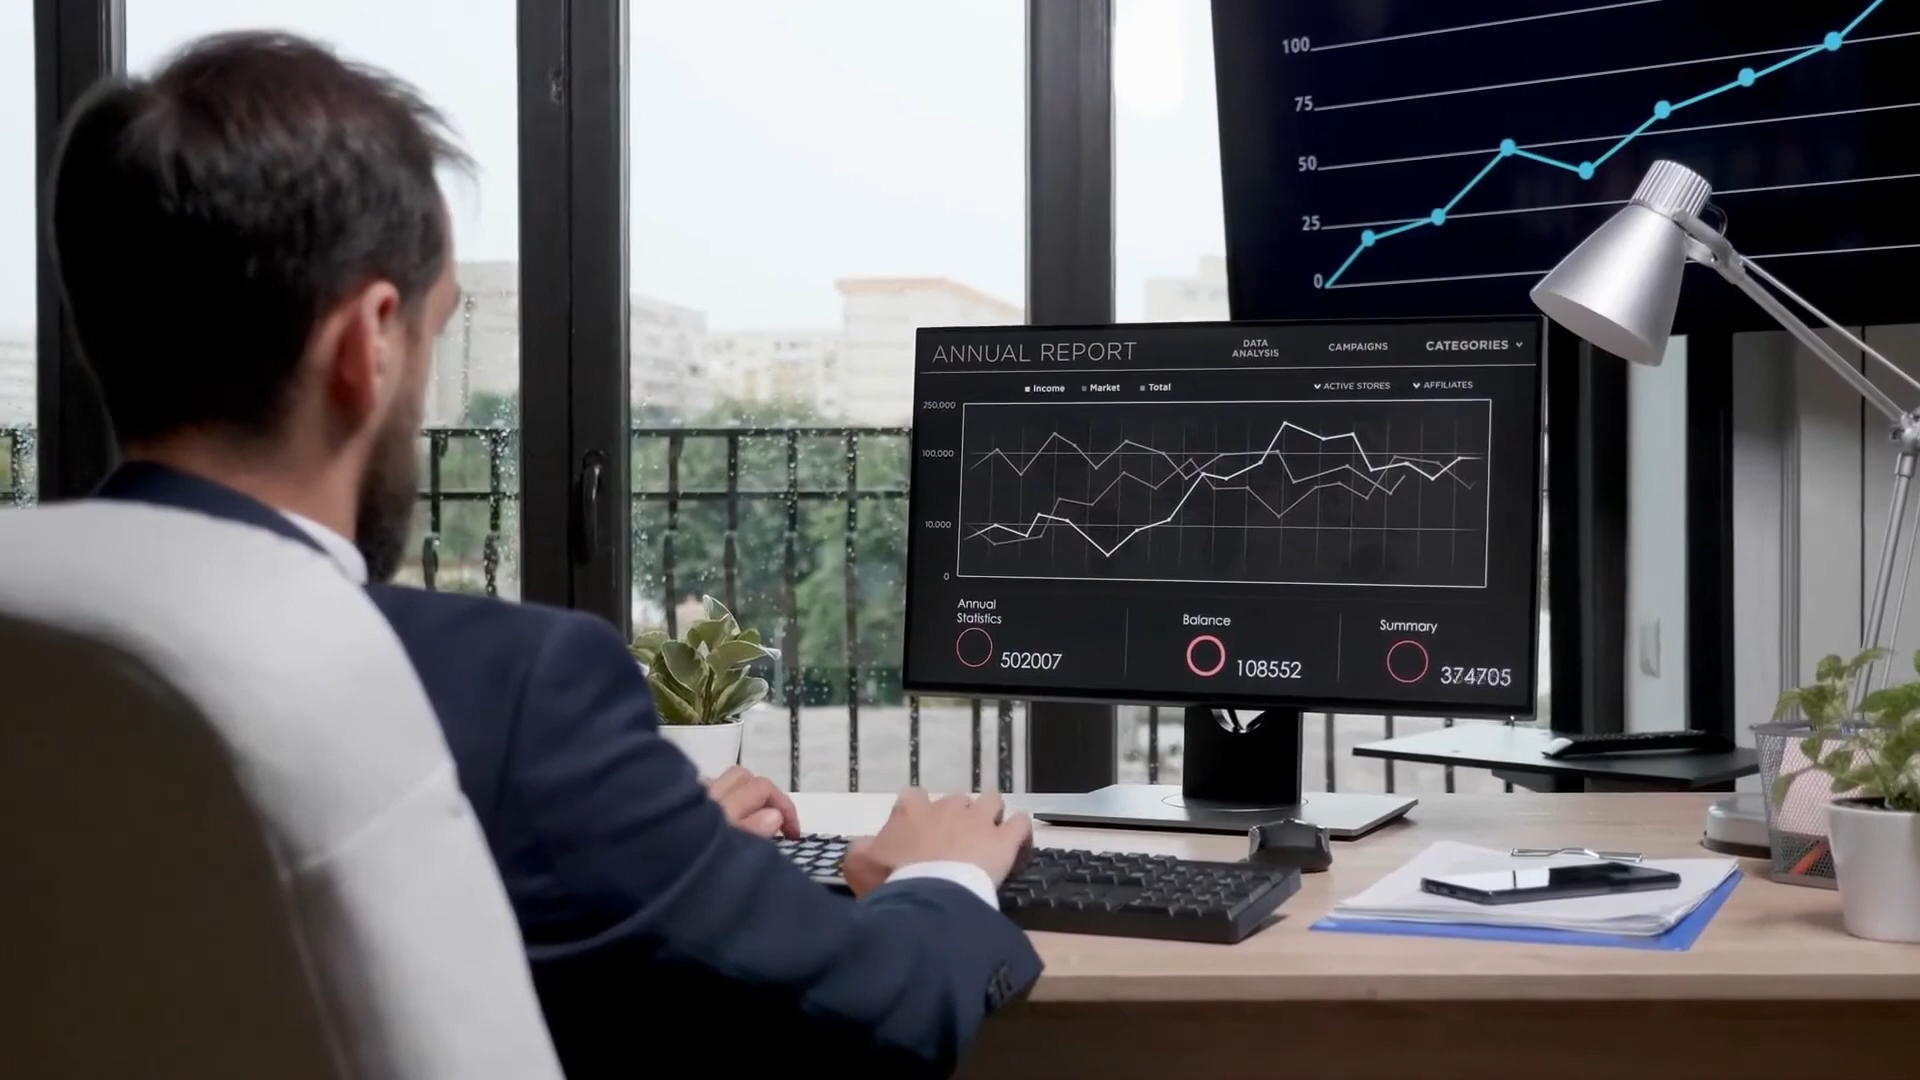 100
75
50
25
0
ANNUAL REPORT
DATA
ANALYSIS
CAMPAIGNS
CATEGORIES
Income
Market
Total
ACTIVE STORES
AFFILIATES
250,000
100,000
10,000
0
Annual
Statistics
502007
Balance
108552
Summary
374705